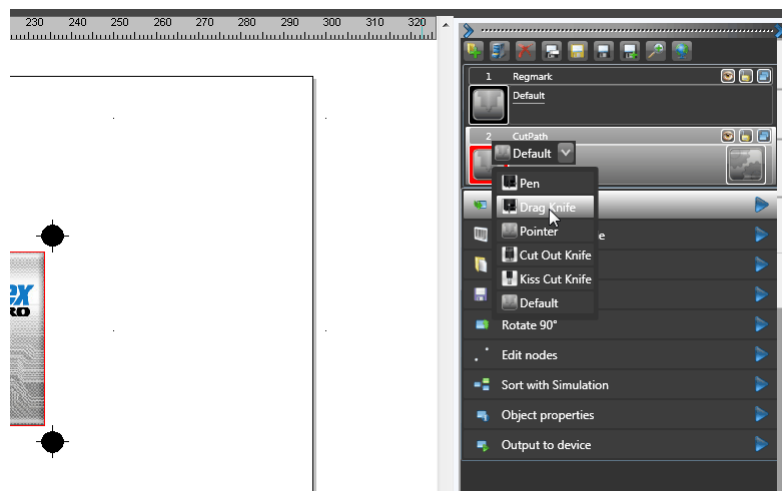 230 240 250 260 270 280 290 300 310 320
1 Regmark
Default
2 CutPath
Default
Pen
Drag Knife
Pointer
e
Cut Out Knife
Kiss Cut Knife
Default
Rotate 90°
Edit nodes
Sort with Simulation
Object properties
Output to device
ex
RO